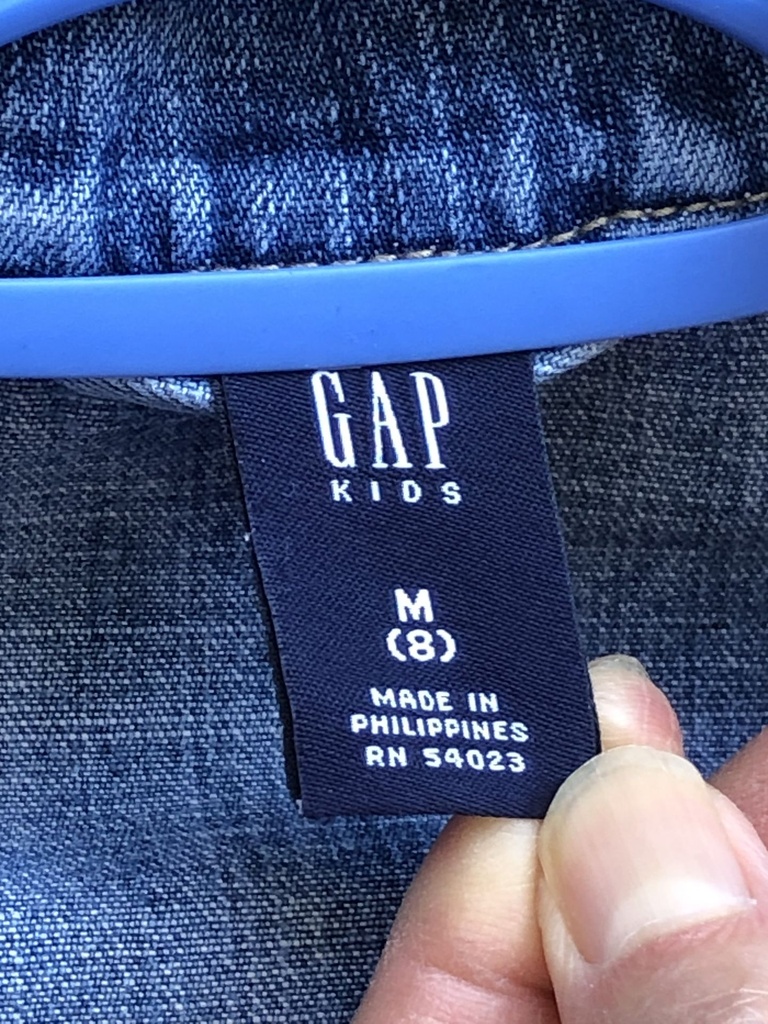 GAP
KIDS
M
(8)
MADE IN
PHILIPPINES
RN 54023